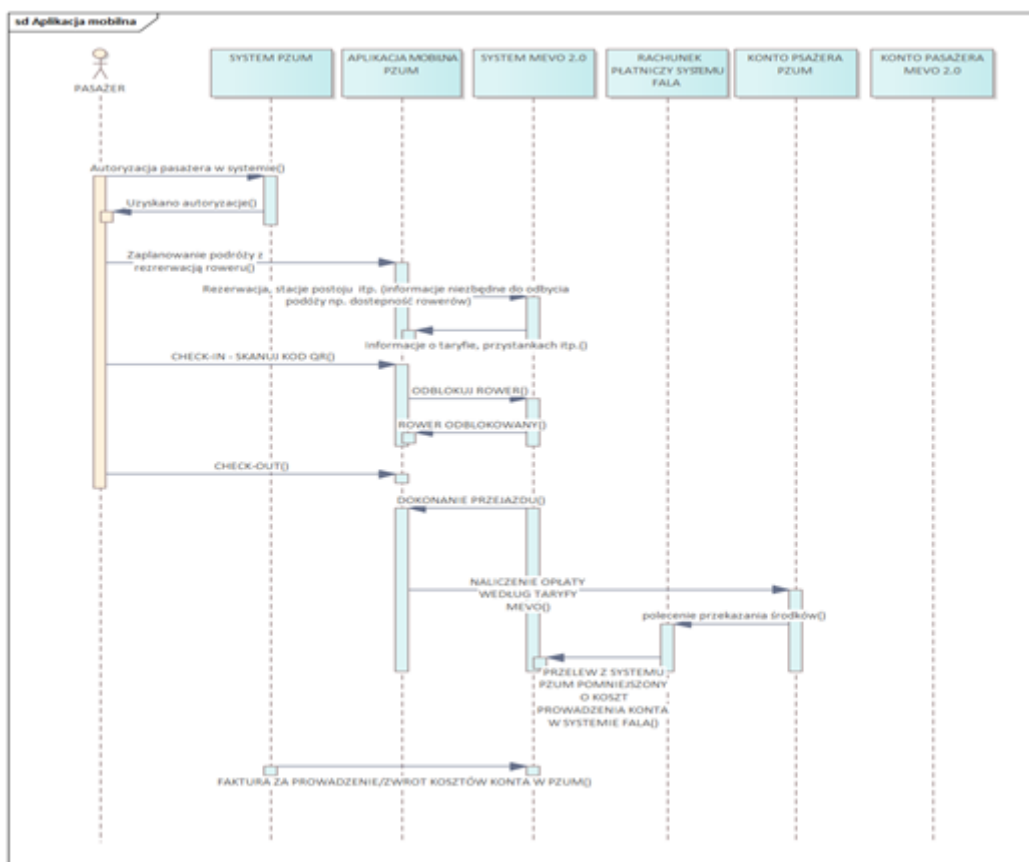 sd Aplikacja mobilna
PASAŻER
SYSTEM PZUM
APLIKACJA MOBILNA
PZUM
SYSTEM MEVO 2.0
RACHUNEK
PŁATNICZY SYSTEMU
FALA
KONTO PSAŻERA
PZUM
KONTO PASAŻERA
MEVO 2.0
Autoryzacja pasażera w systemie()
Uzyskano autoryzacje()
Zaplanowanie podróży z
rezrerwacją roweru()
Rezerwacja, stacje postoju itp. (informacje niezbędne do odbycia
podóży np. dostepność rowerów)
Informacje o taryfie, przystankach itp.()
CHECK-IN - SKANUJ KOD QR()
ODBLOKUJ ROWER()
ROWER ODBLOKOWANY()
CHECK-OUT()
DOKONANIE PRZEJAZDU()
NALICZENIE OPŁATY
WEDŁUG TARYFY
MEVO()
polecenie przekazania środków()
PRZELEW Z SYSTEMU
PZUM POMNIEJSZONY
O KOSZT
PROWADZENIA KONTA
W SYSTEMIE FALA()
FAKTURA ZA PROWADZENIE/ZWROT KOSZTÓW KONTA W PZUM()